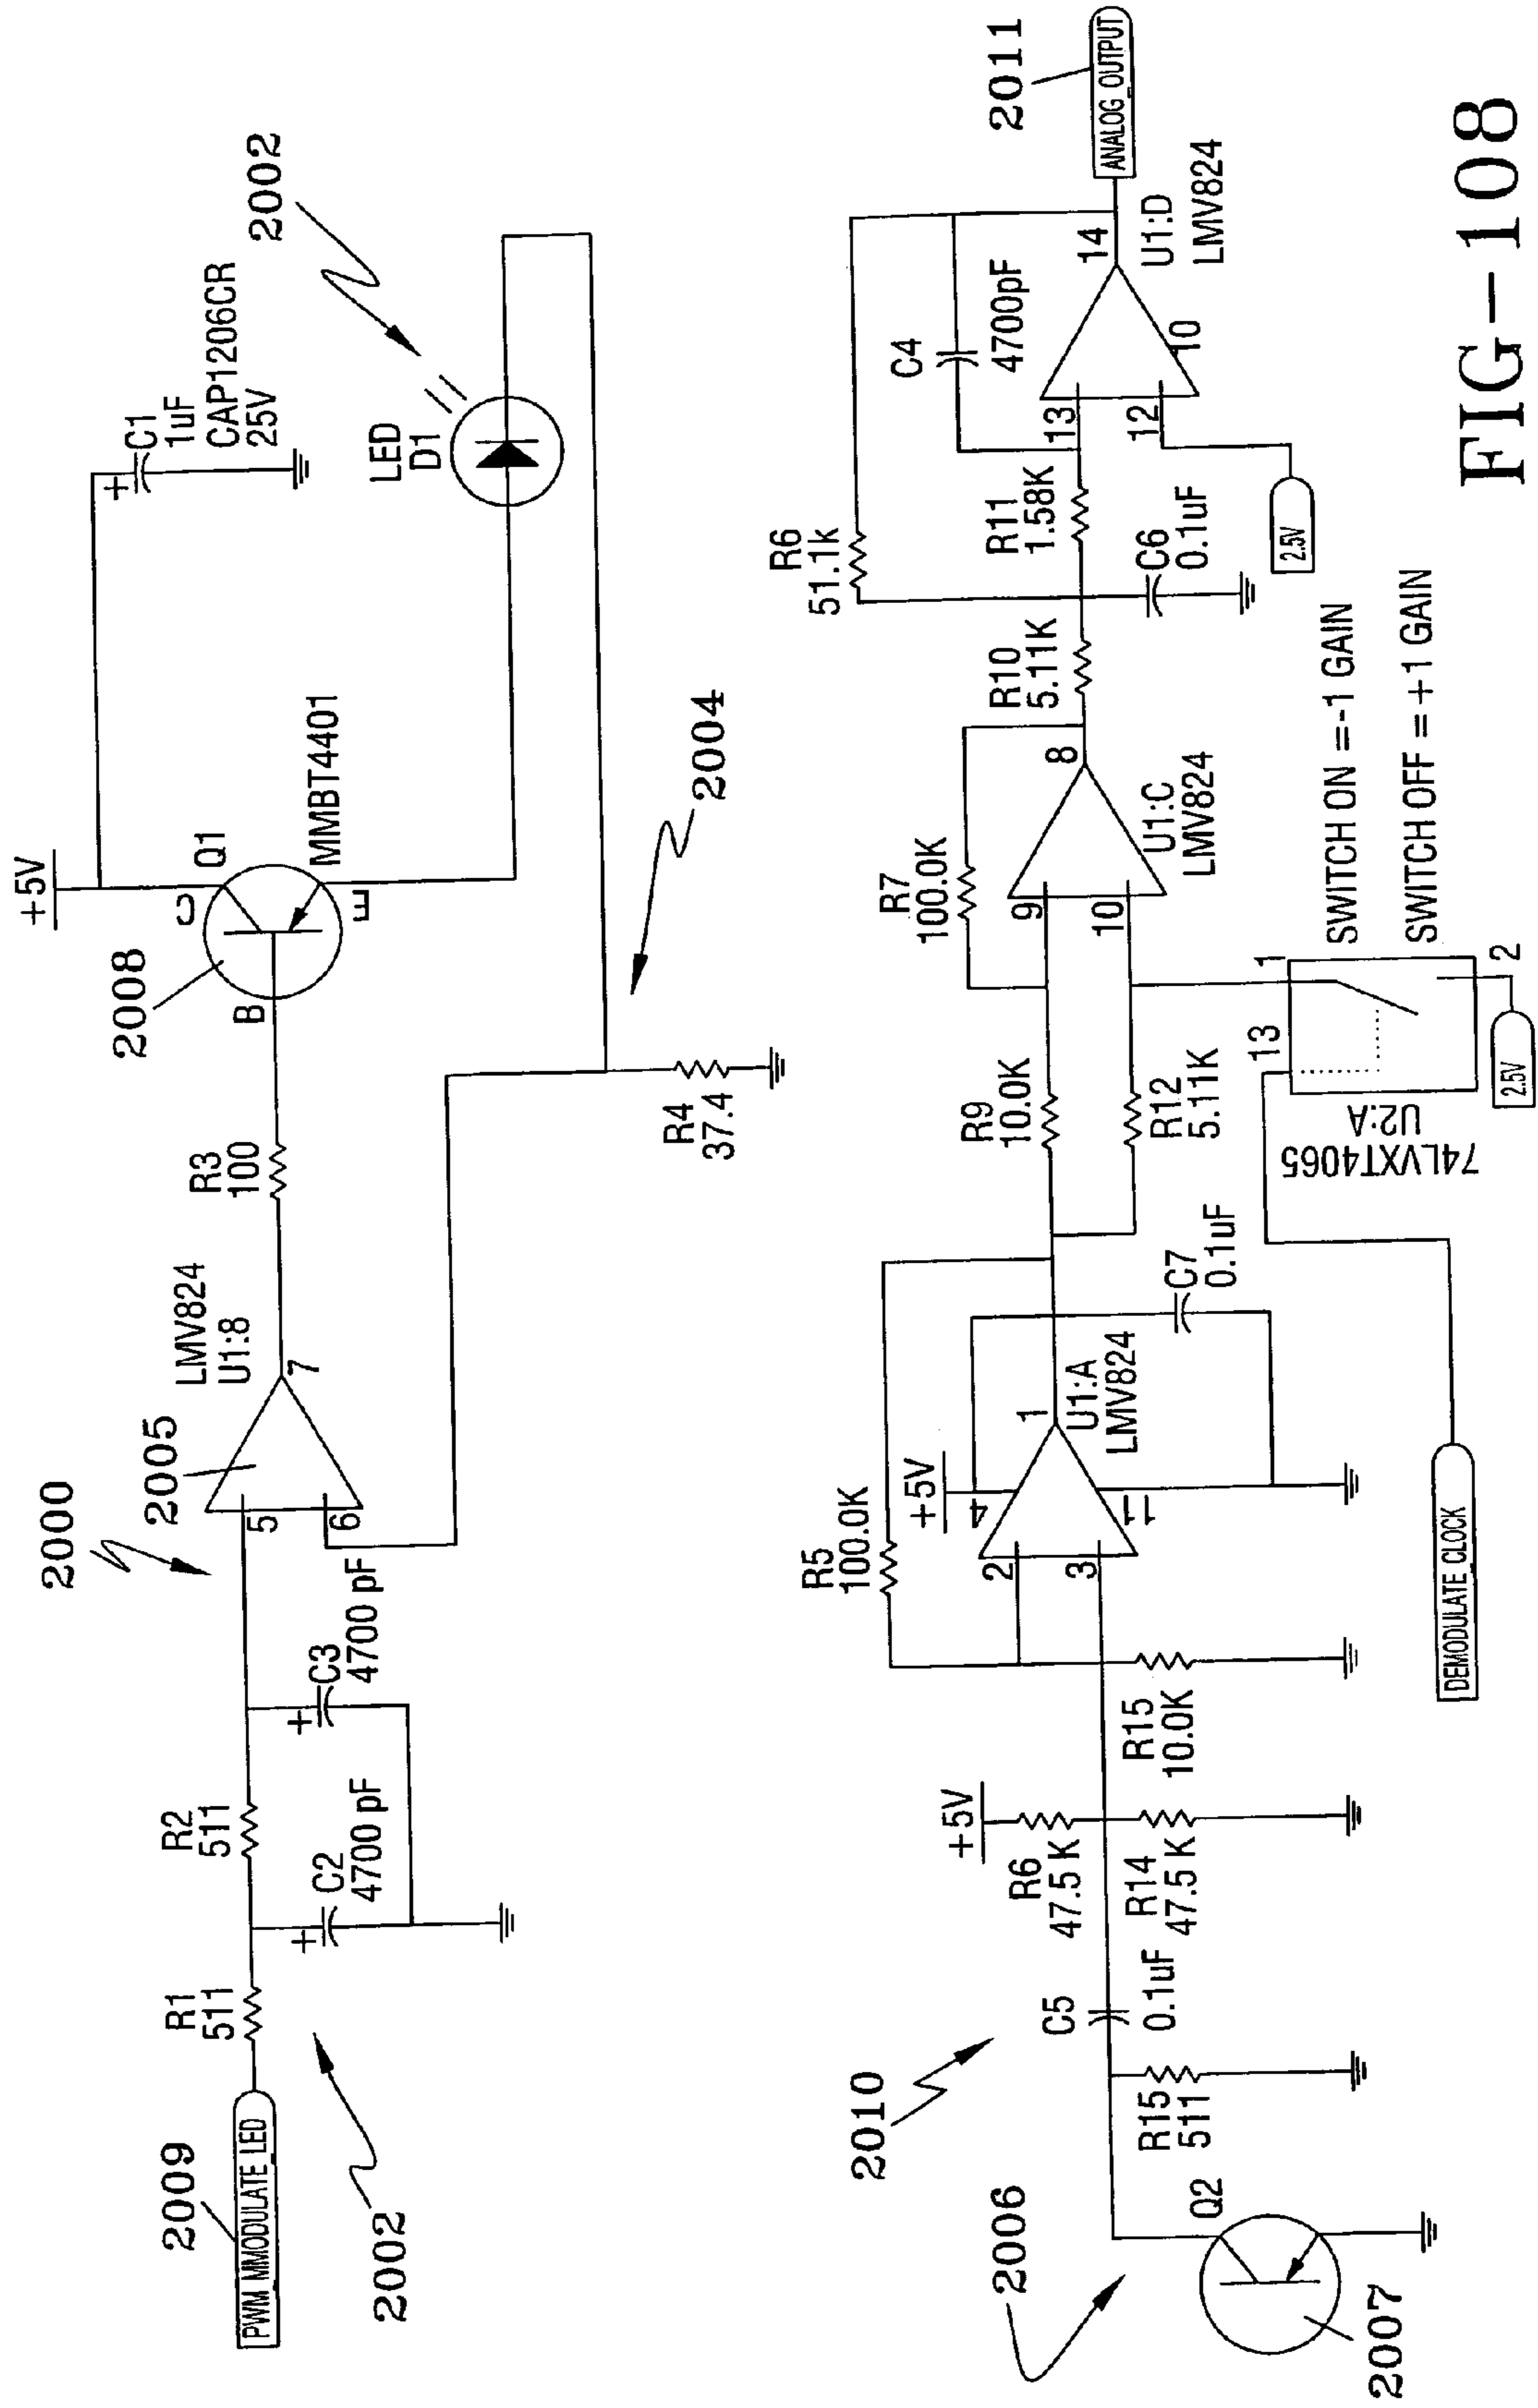 2009
PWM MMODULATE LED
2002
R1
511
C2
4700 pF
R2
511
C3
4700 pF
2000
2005
5
6
7
LMV824
U1:8
R3
100
2008
B
C
E
Q1
MMBT4401
+5V
C1
1uF
CAP1206CR
25V
+
+
+
LED
D1
2002
R4
37.4
2004
2006
2007
Q2
2010
R15
511
C5
0.1uF
+5V
R6
47.5 K
R14
47.5 K
R15
10.0K
R5
100.0K
+5V
2
3
4
11
1
U1:A
LMV824
C7
0.1uF
DEMODULATE CLOCK
R9
10.0K
R12
5.11K
74LVXT4065
U2:A
13
1
2
2.5V
R7
100.0K
9
10
8
U1:C
LMV824
SWITCH ON =-1 GAIN
SWITCH OFF = +1 GAIN
R10
5.11K
R6
51.1k
R11
1.58K
C6
0.1uF
2.5V
C4
4700pF
13
12
10
14
U1:D
LMV824
ANALOG OUTPUT
2011
FIG-108